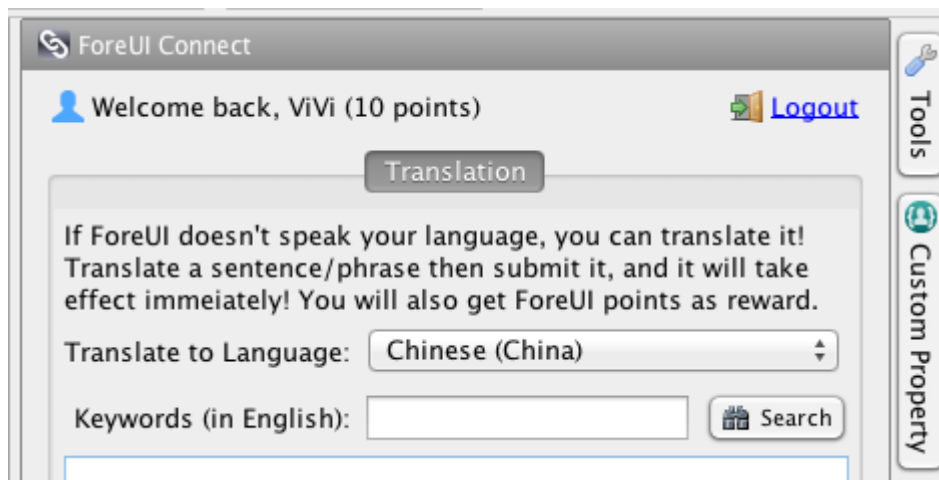 ForeUI Connect
Welcome back, ViVi (10 points)
Logout
Translation
If ForeUI doesn't speak your language, you can translate it!
Translate a sentence/phrase then submit it, and it will take
effect immeiately! You will also get ForeUI points as reward.
Translate to Language:
Chinese (China)
Keywords (in English):
Search
Tools
Custom Property